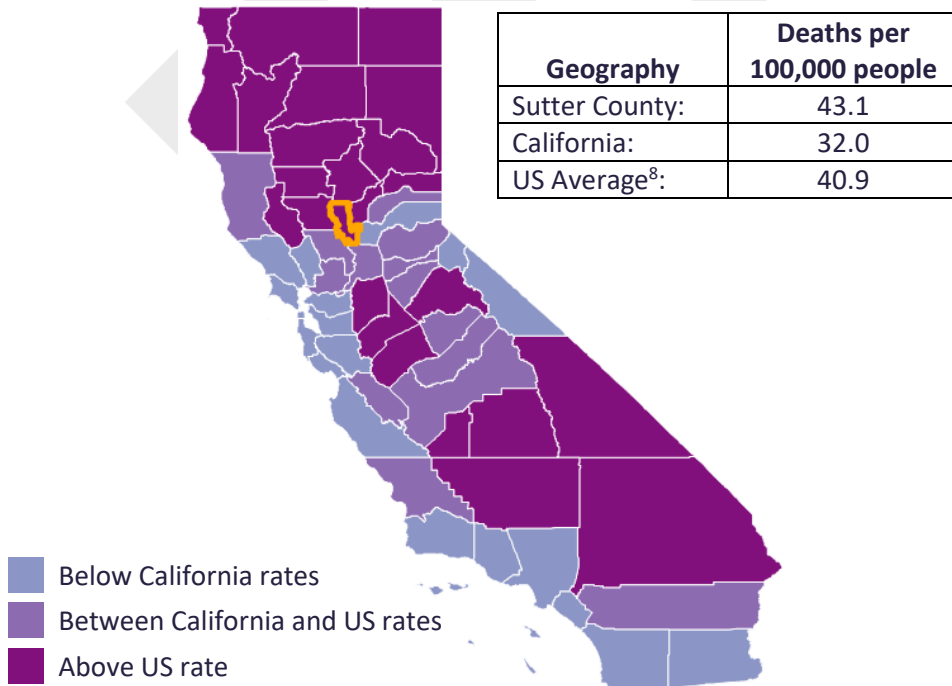 Geography Deaths per 100,000 people
Sutter County: 43.1
California: 32.0
US Average⁸: 40.9
Below California rates
Between California and US rates
Above US rate